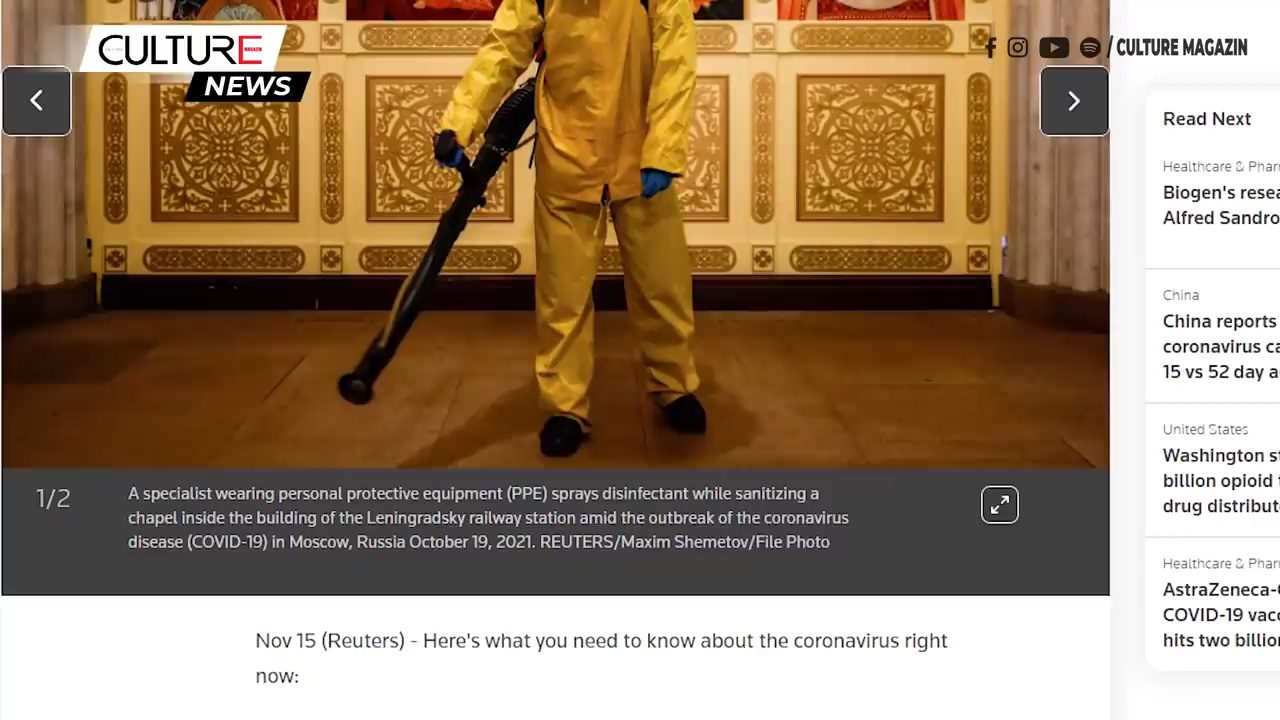 CULTURE
MAGAZIN
NEWS
/ CULTURE MAGAZIN
1/2
A specialist wearing personal protective equipment (PPE) sprays disinfectant while sanitizing a
chapel inside the building of the Leningradsky railway station amid the outbreak of the coronavirus
disease (COVID-19) in Moscow, Russia October 19, 2021. REUTERS/Maxim Shemetov/File Photo
Nov 15 (Reuters) - Here's what you need to know about the coronavirus right
now:
Read Next
Healthcare & Phar
Biogen's resea
Alfred Sandro
China
China reports
coronavirus ca
15 vs 52 day a
United States
Washington st
billion opioid
drug distribut
Healthcare & Phar
AstraZeneca-
COVID-19 vacc
hits two billion